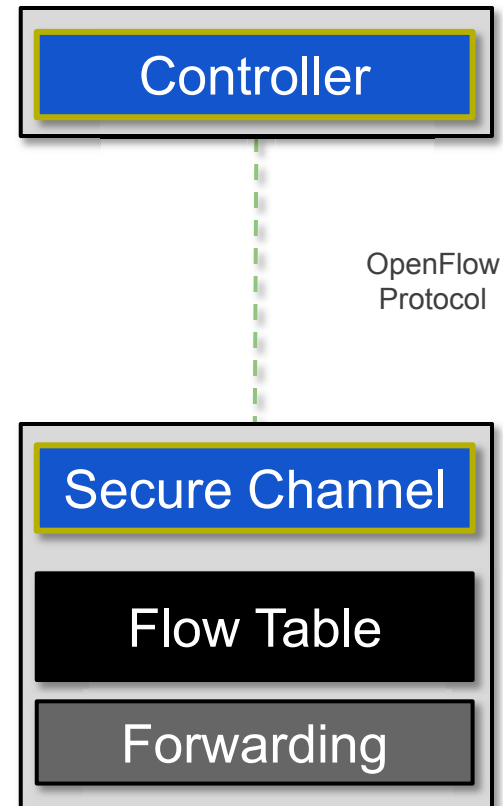 Controller
OpenFlow
Protocol
Secure Channel
Flow Table
Forwarding